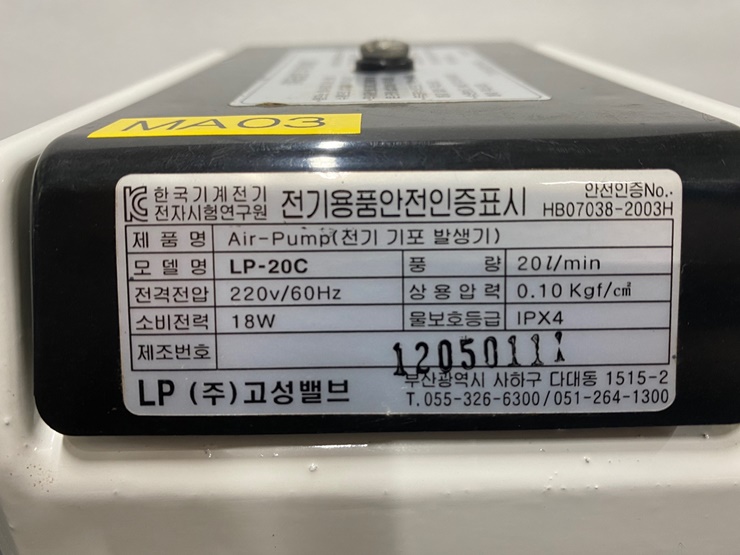 MA03
한국기계전기
전자시험연구원
전기용품안전인증표시
안전인증No.
HB07038-2003H
제품명 Air-Pump(전기 기포 발생기)
모델명 LP-20C 풍량 20l/min
전격전압 220v/60Hz 상용압력 0.10 Kgf/㎠
소비전력 18W 물보호등급 IPX4
제조번호 12050111
LP (주)고성밸브
부산광역시 사하구 다대동 1515-2
T.055-326-6300/051-264-1300